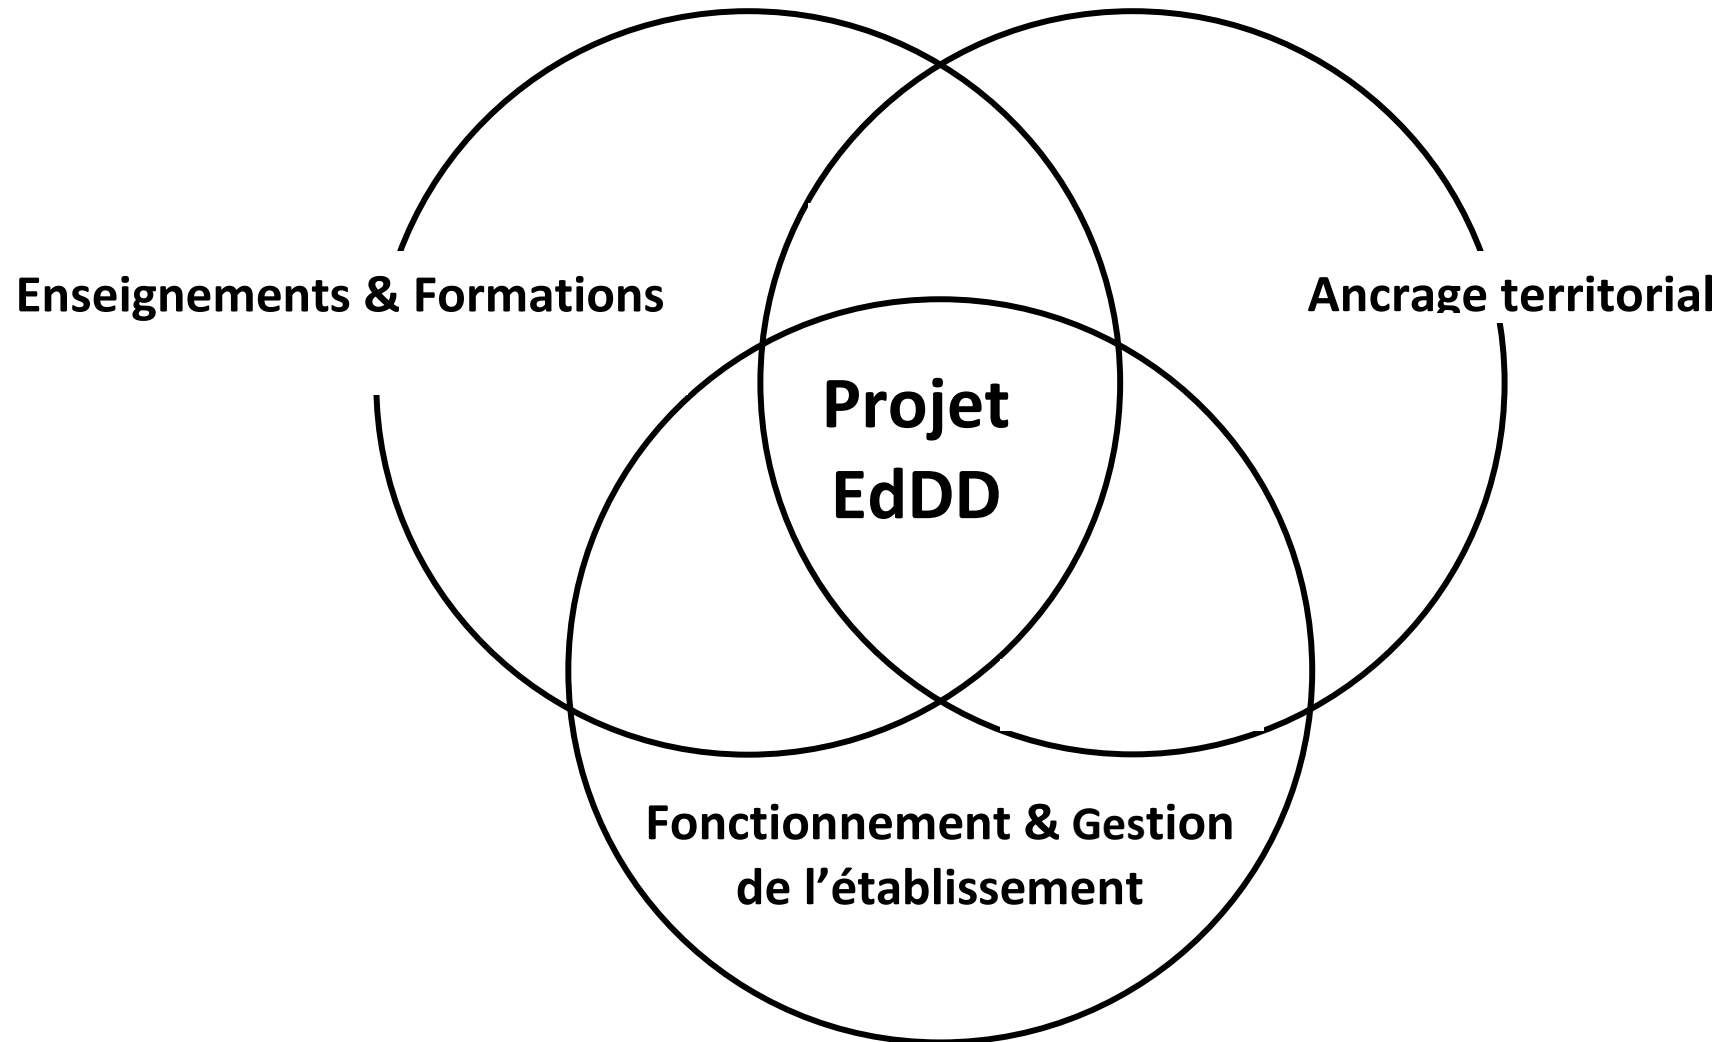 Enseignements & Formations
Ancrage territorial
Projet
EdDD
Fonctionnement & Gestion
de l’établissement